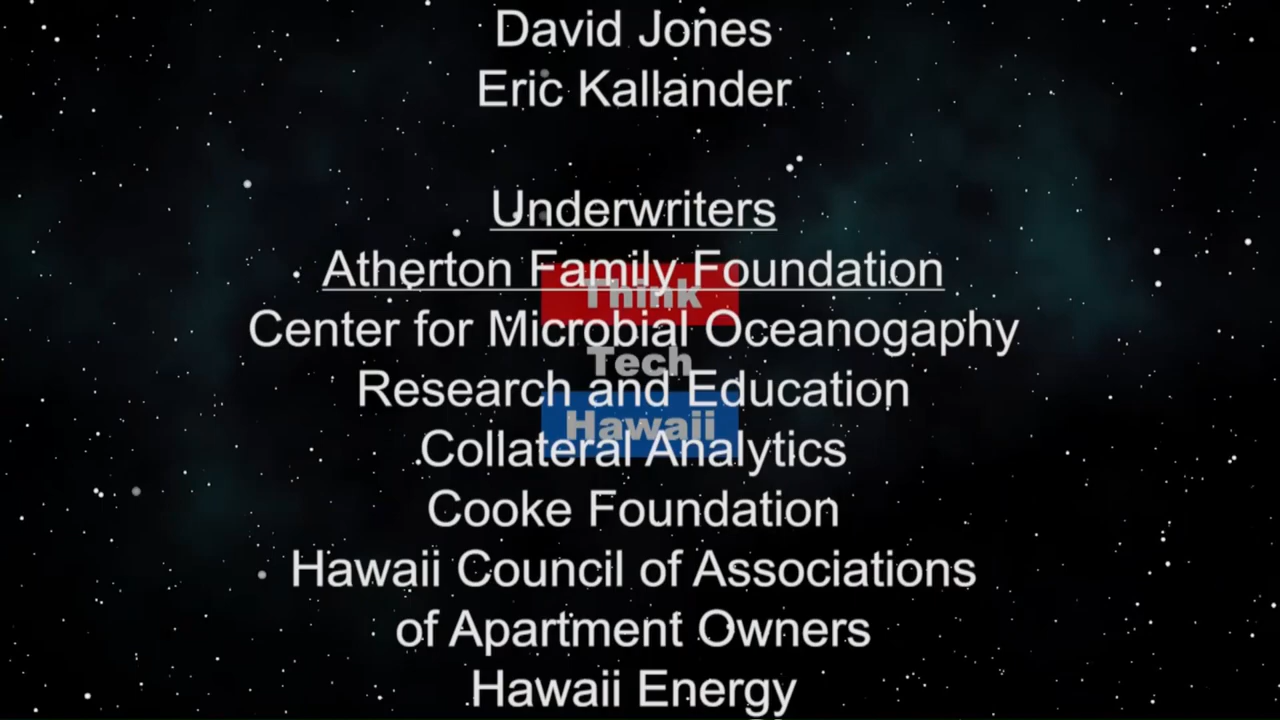 David Jones
Eric Kallander
Underwriters
Atherton Family Foundation
Think
Center for Microbial Oceanogaphy
Tech
Research and Education
Hawaii
Collateral Analytics
Cooke Foundation
Hawaii Council of Associations
of Apartment Owners
Hawaii Energy